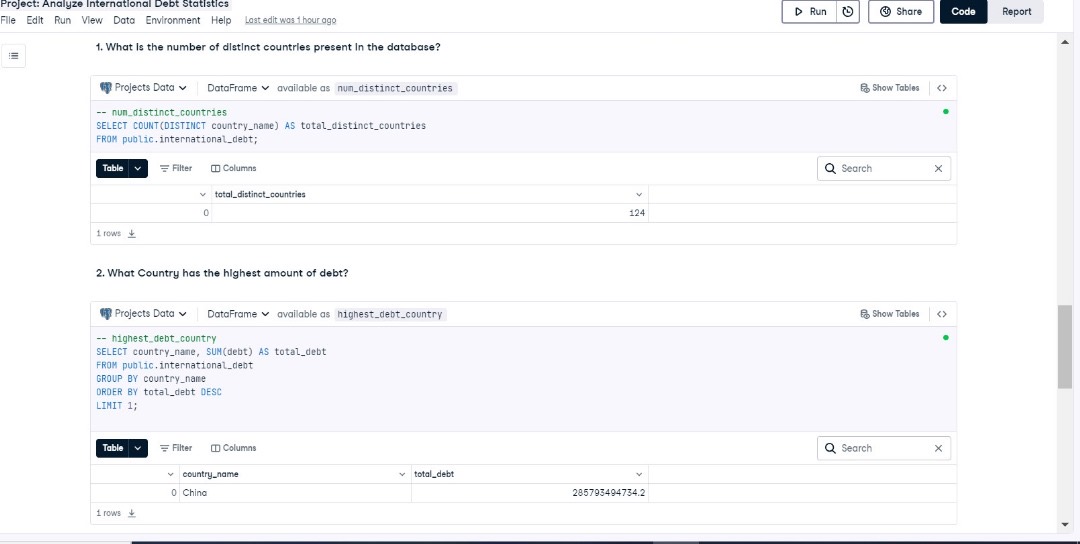 Project: Analyze International Debt Statistics
File Edit Run View Data Environment Help Last edit was 1 hour ago
Run Share Code Report
1. What is the number of distinct countries present in the database?
Projects Data DataFrame available as num_distinct_countries Show Tables <>
-- num_distinct_countries
SELECT COUNT(DISTINCT country_name) AS total_distinct_countries
FROM public.international_debt;
Table Filter Columns Search
total_distinct_countries
0 124
1 rows
2. What Country has the highest amount of debt?
Projects Data DataFrame available as highest_debt_country Show Tables <>
-- highest_debt_country
SELECT country_name, SUM(debt) AS total_debt
FROM public.international_debt
GROUP BY country_name
ORDER BY total_debt DESC
LIMIT 1;
Table Filter Columns Search
country_name total_debt
0 China 285793494734.2
1 rows